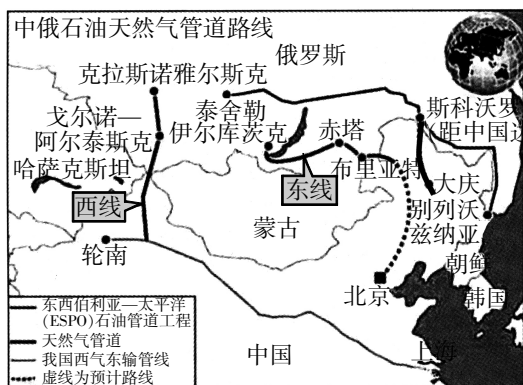 中俄石油天然气管道路线
俄罗斯
克拉斯诺雅尔斯克
泰舍勒
斯科沃罗
(距中国边
戈尔诺—
阿尔泰斯克
伊尔库茨克
赤塔
哈萨克斯坦
布里亚特
西线
东线
大庆
别列沃
兹纳亚
蒙古
轮南
朝鲜
北京
韩国
东西伯利亚—太平洋
(ESPO)石油管道工程
天然气管道
我国西气东输管线
虚线为预计路线
中国
上海